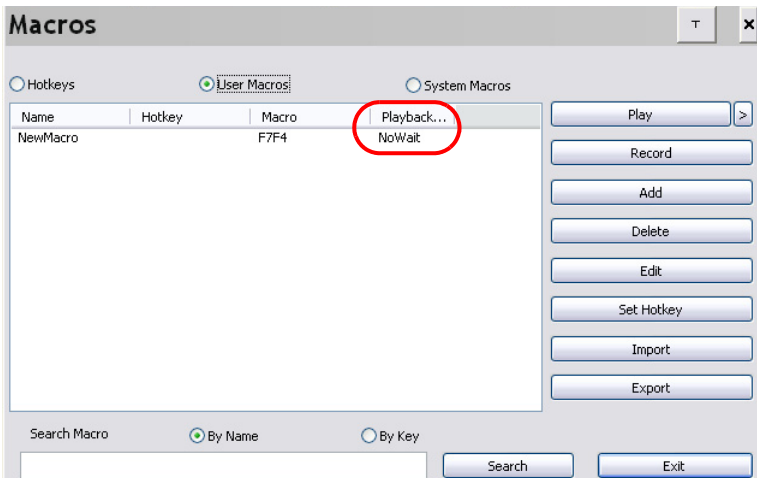 Macros T ×
Hotkeys User Macros System Macros
Name Hotkey Macro Playback...
NewMacro F7F4 NoWait
Play >
Record
Add
Delete
Edit
Set Hotkey
Import
Export
Search Macro By Name By Key
Search Exit